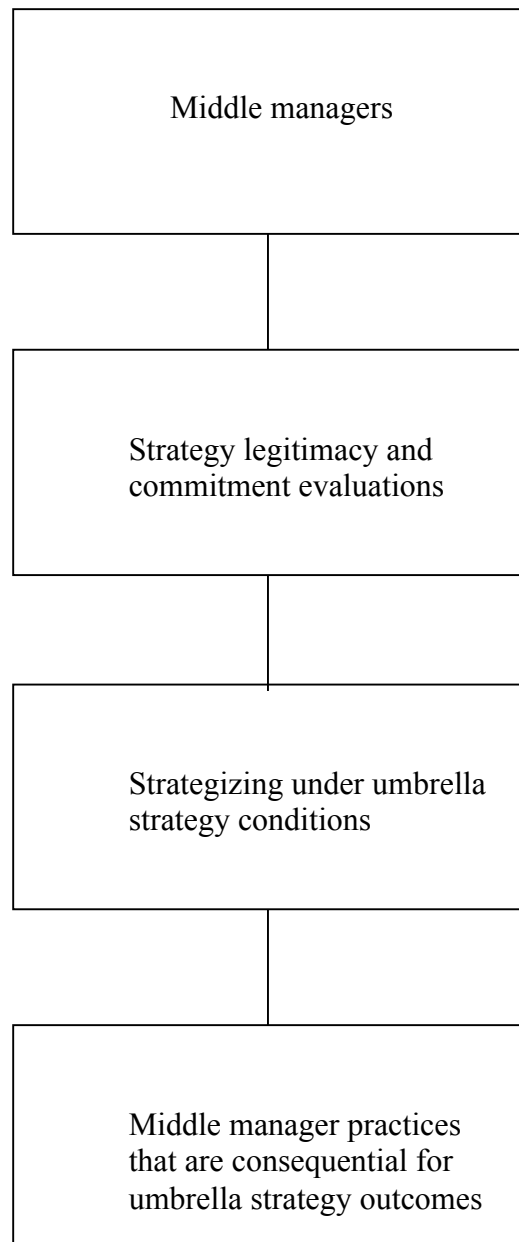 Middle managers
Strategy legitimacy and
commitment evaluations
Strategizing under umbrella
strategy conditions
Middle manager practices
that are consequential for
umbrella strategy outcomes